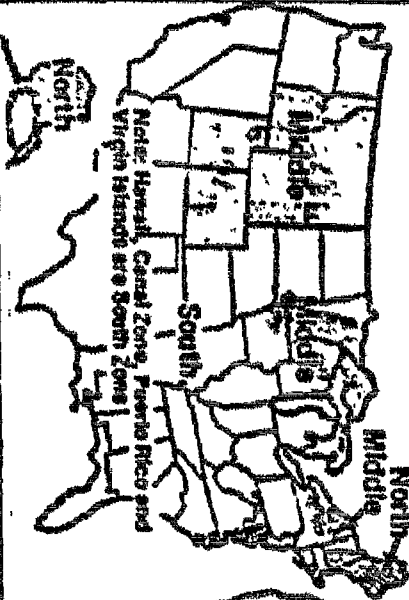 North
Middle
Middle
Middle
North
South
Note: Hawaii, Canal Zone, Puerto Rico and
Virgin Islands are South Zone